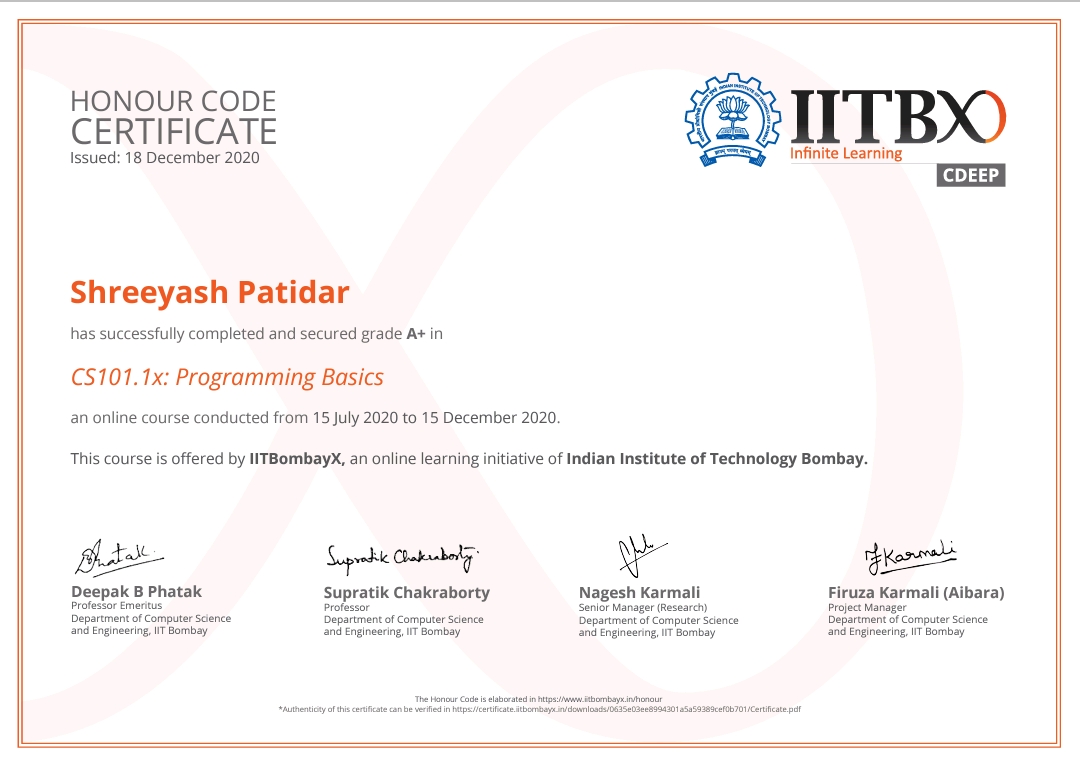 HONOUR CODE
CERTIFICATE
Issued: 18 December 2020
INDIAN INSTITUTE OF TECHNOLOGY BOMBAY
IITBX
Infinite Learning
CDEEP
Shreeyash Patidar
has successfully completed and secured grade A+ in
CS101.1x: Programming Basics
an online course conducted from 15 July 2020 to 15 December 2020.
This course is offered by IITBombayX, an online learning initiative of Indian Institute of Technology Bombay.
Phatak
Supratik Chakraborty
FKarmali
Deepak B Phatak
Professor Emeritus
Department of Computer Science
and Engineering, IIT Bombay
Supratik Chakraborty
Professor
Department of Computer Science
and Engineering, IIT Bombay
Nagesh Karmali
Senior Manager (Research)
Department of Computer Science
and Engineering, IIT Bombay
Firuza Karmali (Aibara)
Project Manager
Department of Computer Science
and Engineering, IIT Bombay
The Honour Code is elaborated in https://www.iitbombayx.in/honour
*Authenticity of this certificate can be verified in https://certificate.iitbombayx.in/downloads/0635e03ee8994301a5a59389cef0b701/Certificate.pdf